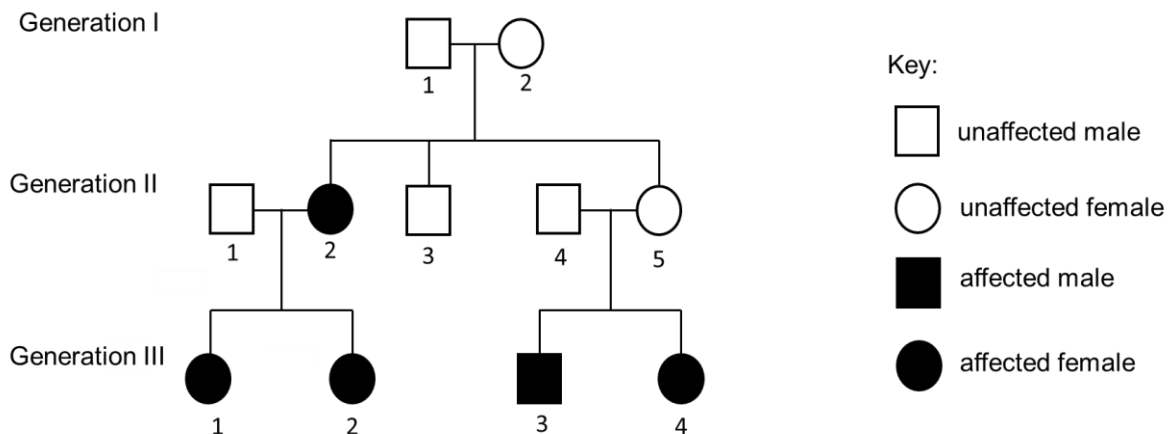 Generation I
1 2
Key:
unaffected male
Generation II
1 2 3 4 5
unaffected female
affected male
Generation III
1 2 3 4
affected female